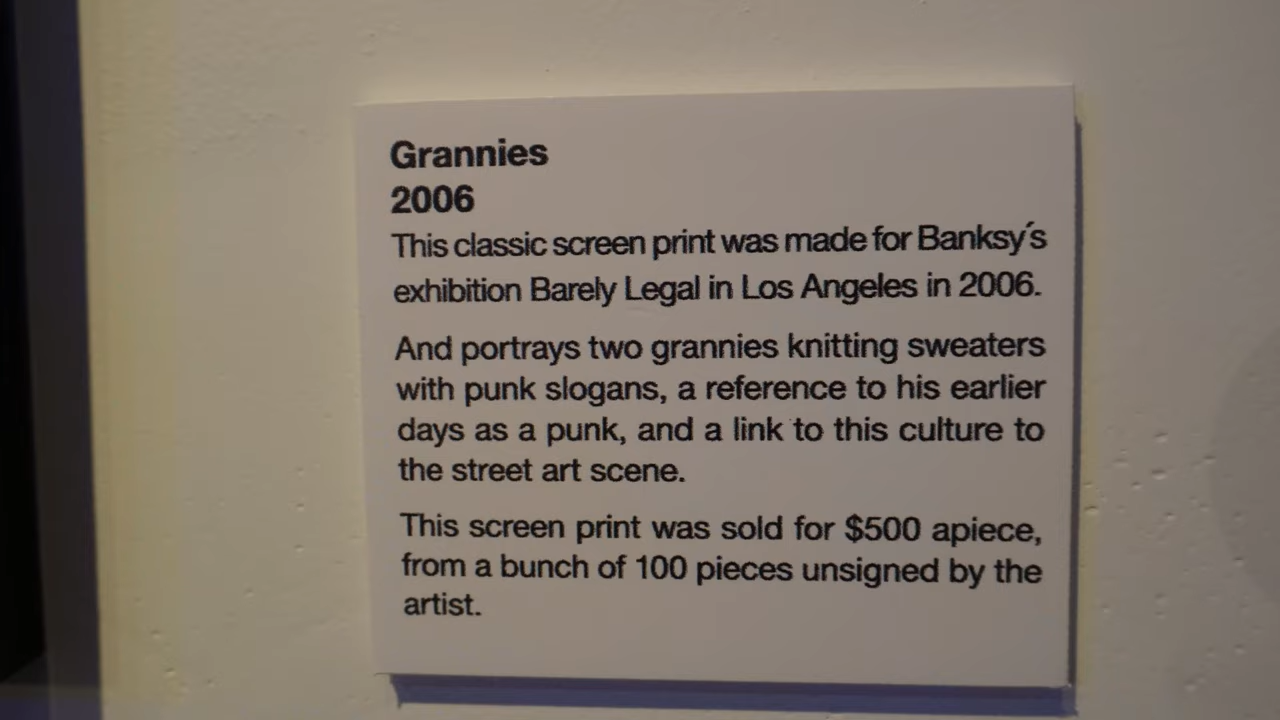 Grannies
2006
This classic screen print was made for Banksy´s
exhibition Barely Legal in Los Angeles in 2006.
And portrays two grannies knitting sweaters
with punk slogans, a reference to his earlier
days as a punk, and a link to this culture to
the street art scene.
This screen print was sold for $500 apiece,
from a bunch of 100 pieces unsigned by the
artist.